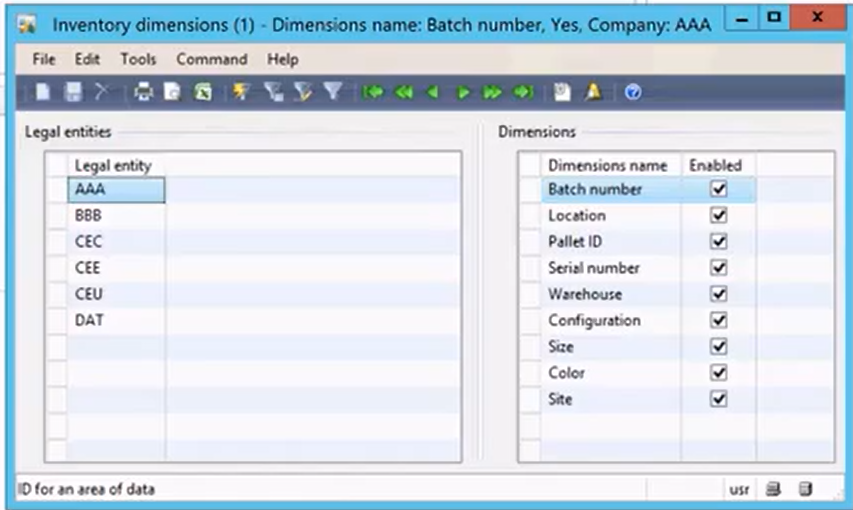 Inventory dimensions (1) - Dimensions name: Batch number, Yes, Company: AAA
File Edit Tools Command Help
Legal entities
Dimensions
Legal entity
Dimensions name Enabled
AAA
Batch number
BBB
Location
CEC
Pallet ID
CEE
Serial number
CEU
Warehouse
DAT
Configuration
Size
Color
Site
ID for an area of data
usr